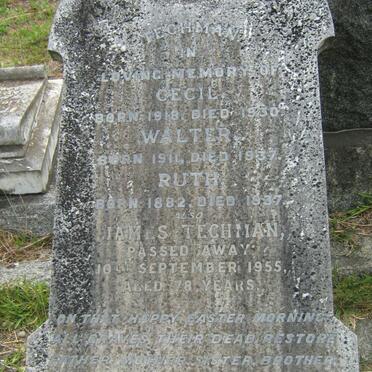 TECHMAN
IN
LOVING MEMORY OF
CECIL,
BORN 1918, DIED 1930.
WALTER,
BORN 1911, DIED 1937.
RUTH,
BORN 1882, DIED 1937.
ALSO
JAMES TECHMAN,
PASSED AWAY
10TH SEPTEMBER 1955,
AGED 78 YEARS.
ON THAT HAPPY EASTER MORNING
ALL GRAVES THEIR DEAD RESTORE
FATHER, MOTHER, SISTER, BROTHER